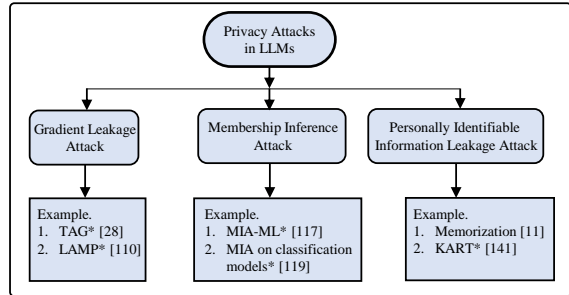 Privacy Attacks
in LLMs
Gradient Leakage
Attack
Membership Inference
Attack
Personally Identifiable
Information Leakage Attack
Example.
1. TAG* [28]
2. LAMP* [110]
Example.
1. MIA-ML* [117]
2. MIA on classification
models* [119]
Example.
1. Memorization [11]
2. KART* [141]